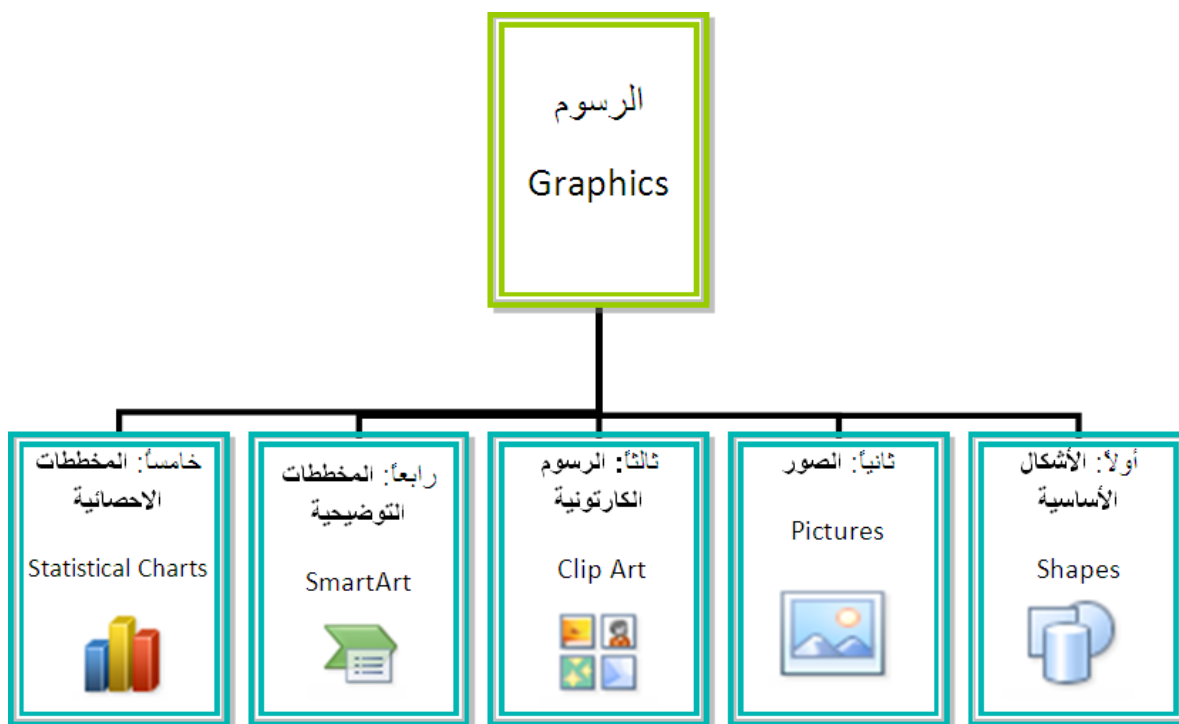 الرسوم
Graphics
أولاً: الأشكال
الأساسية
Shapes
ثانياً: الصور
Pictures
ثالثاً: الرسوم
الكارتونية
Clip Art
رابعاً: المخططات
التوضيحية
SmartArt
خامساً: المخططات
الاحصائية
Statistical Charts